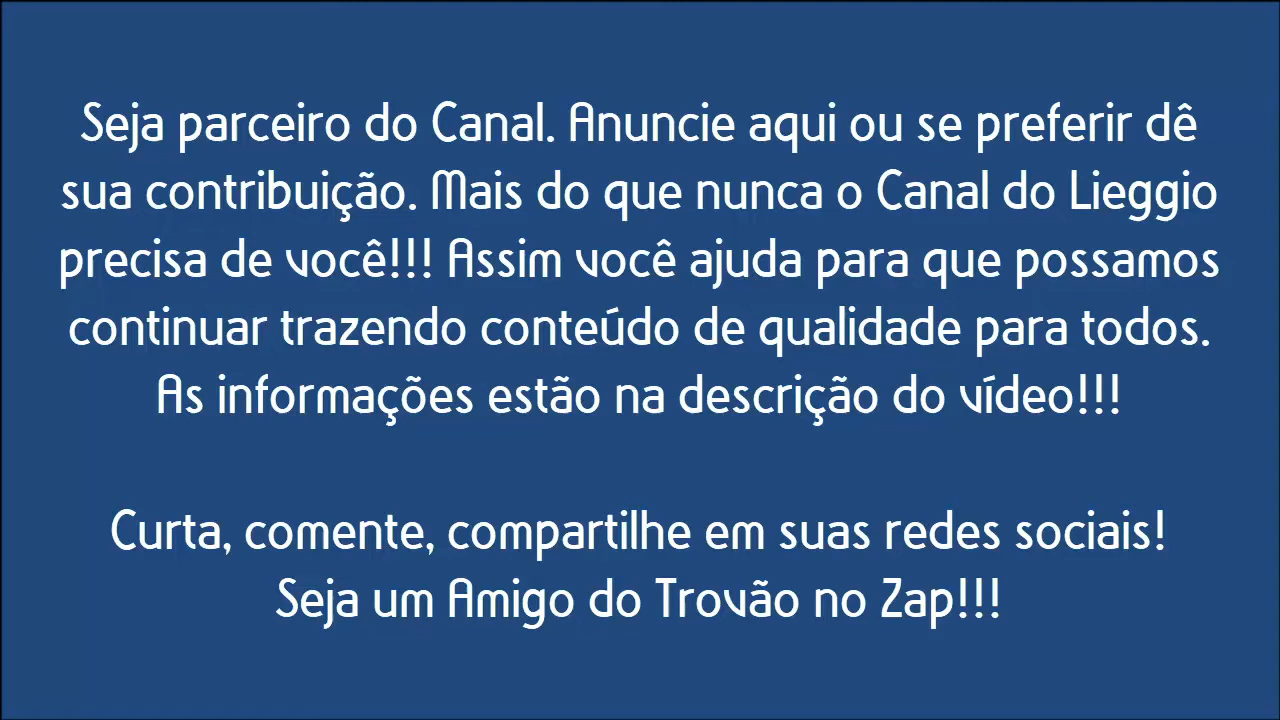 Seja parceiro do Canal. Anuncie aqui ou se preferir dê
sua contribuição. Mais do que nunca o Canal do Lieggio
precisa de você!!! Assim você ajuda para que possamos
continuar trazendo conteúdo de qualidade para todos.
As informações estão na descrição do vídeo!!!
Curta, comente, compartilhe em suas redes sociais!
Seja um Amigo do Trovão no Zap!!!